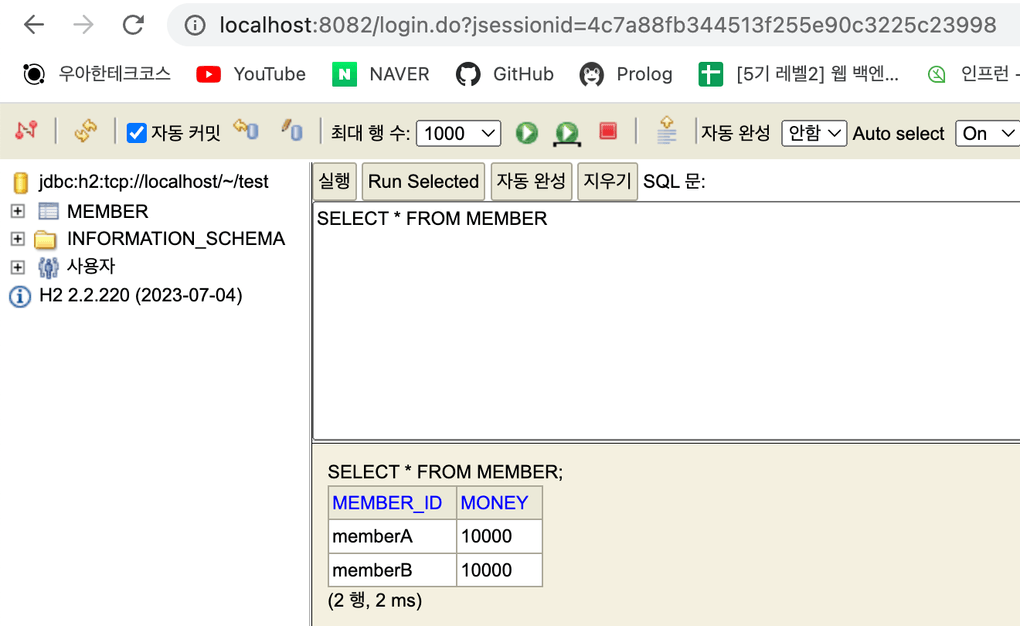 localhost:8082/login.do?jsessionid=4c7a88fb344513f255e90c3225c23998
우아한테크코스 YouTube N NAVER GitHub Prolog [5기 레벨2] 웹 백엔... 인프런 -
자동 커밋 최대 행 수: 1000 자동 완성 안함 Auto select On
jdbc:h2:tcp://localhost/~/test
MEMBER
INFORMATION_SCHEMA
사용자
H2 2.2.220 (2023-07-04)
실행 Run Selected 자동 완성 지우기 SQL 문:
SELECT * FROM MEMBER
SELECT * FROM MEMBER;
MEMBER_ID MONEY
memberA 10000
memberB 10000
(2 행, 2 ms)